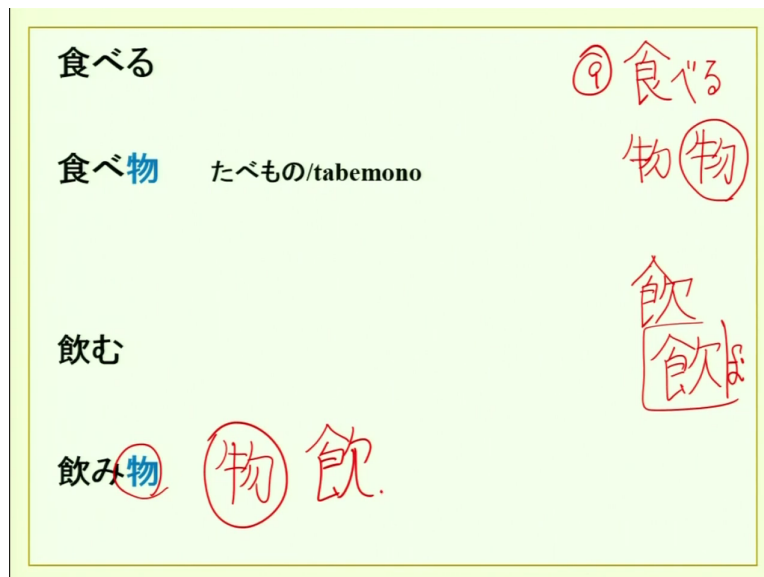 食べる
⑨ 食べる
食べ物 たべもの/tabemono
物 物
飲
飲む
飲
飲み物 物 飲